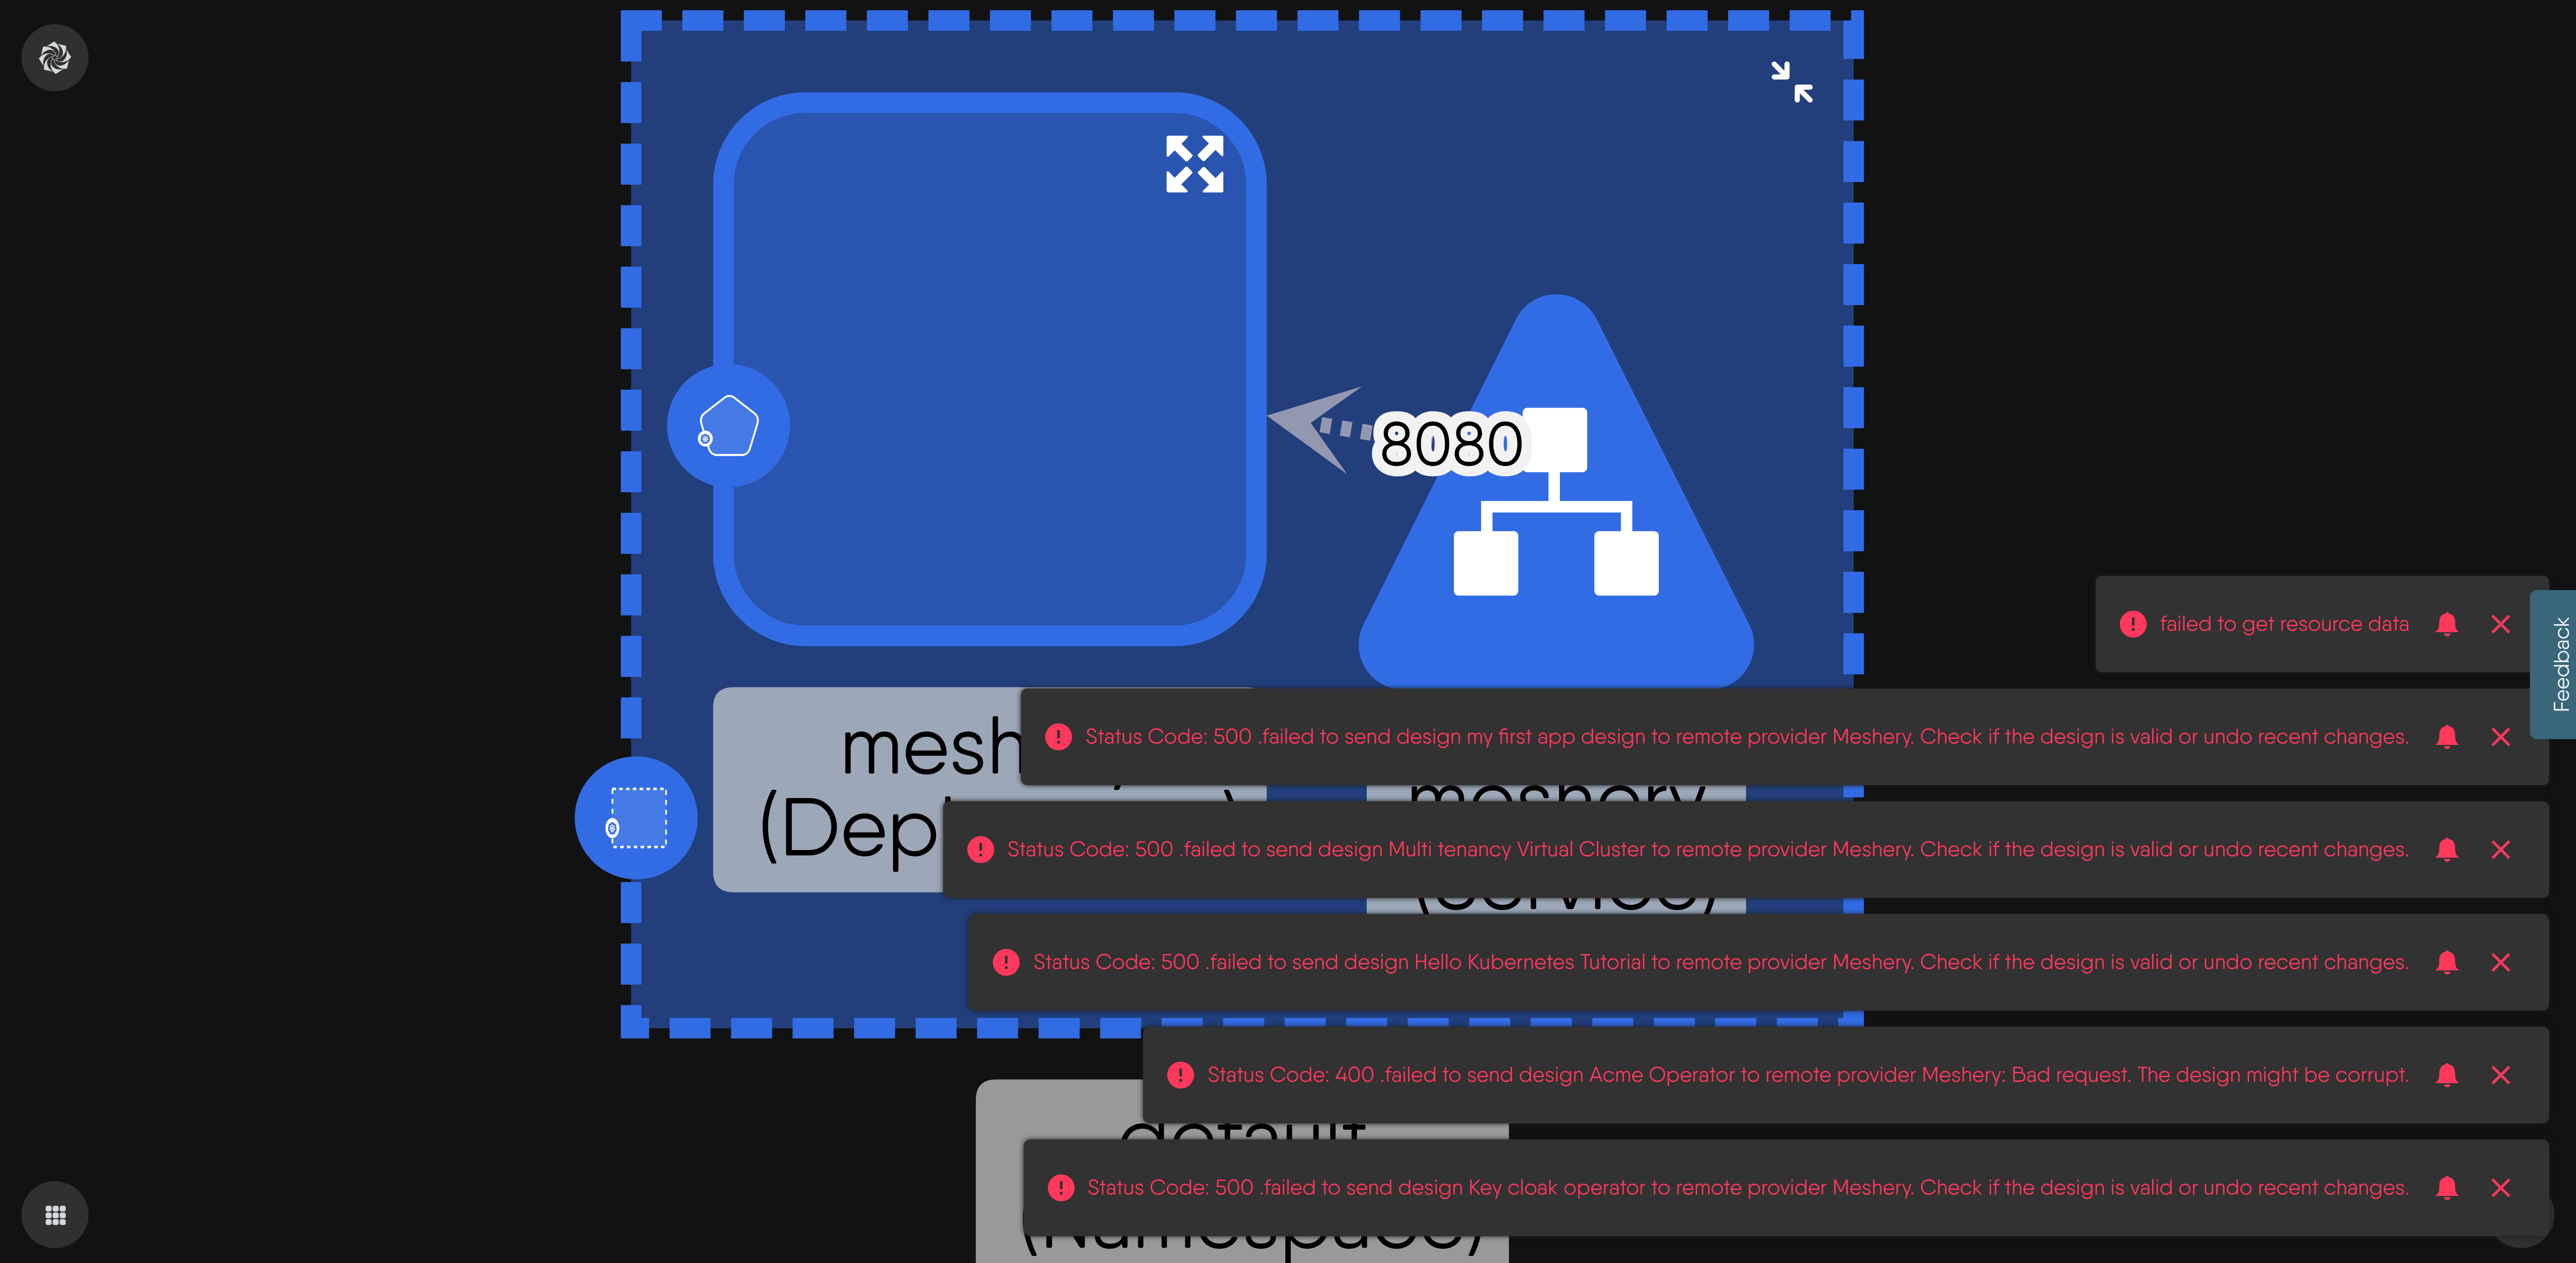 8080
failed to get resource data
Feedback
Status Code: 500 .failed to send design my first app design to remote provider Meshery. Check if the design is valid or undo recent changes.
Status Code: 500 .failed to send design Multi tenancy Virtual Cluster to remote provider Meshery. Check if the design is valid or undo recent changes.
Status Code: 500 .failed to send design Hello Kubernetes Tutorial to remote provider Meshery. Check if the design is valid or undo recent changes.
Status Code: 400 .failed to send design Acme Operator to remote provider Meshery: Bad request. The design might be corrupt.
default
Status Code: 500 .failed to send design Key cloak operator to remote provider Meshery. Check if the design is valid or undo recent changes.